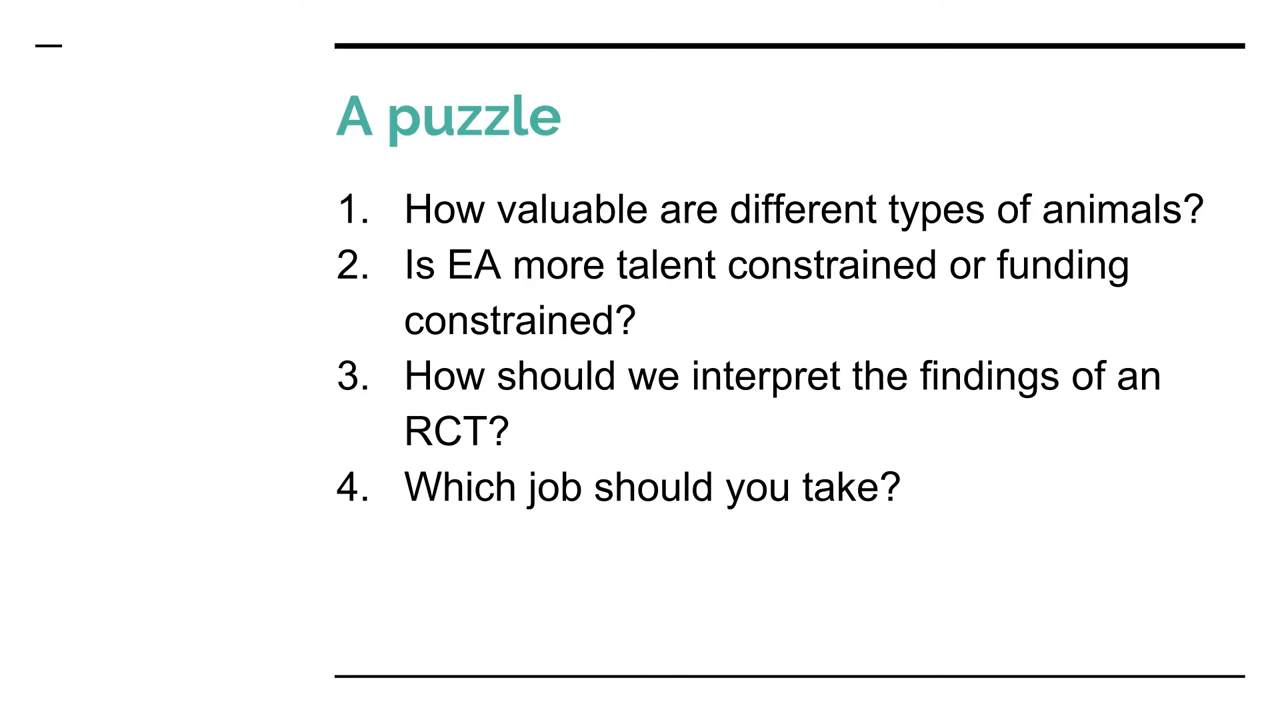 A puzzle
1. How valuable are different types of animals?
2. Is EA more talent constrained or funding
constrained?
3. How should we interpret the findings of an
RCT?
4. Which job should you take?